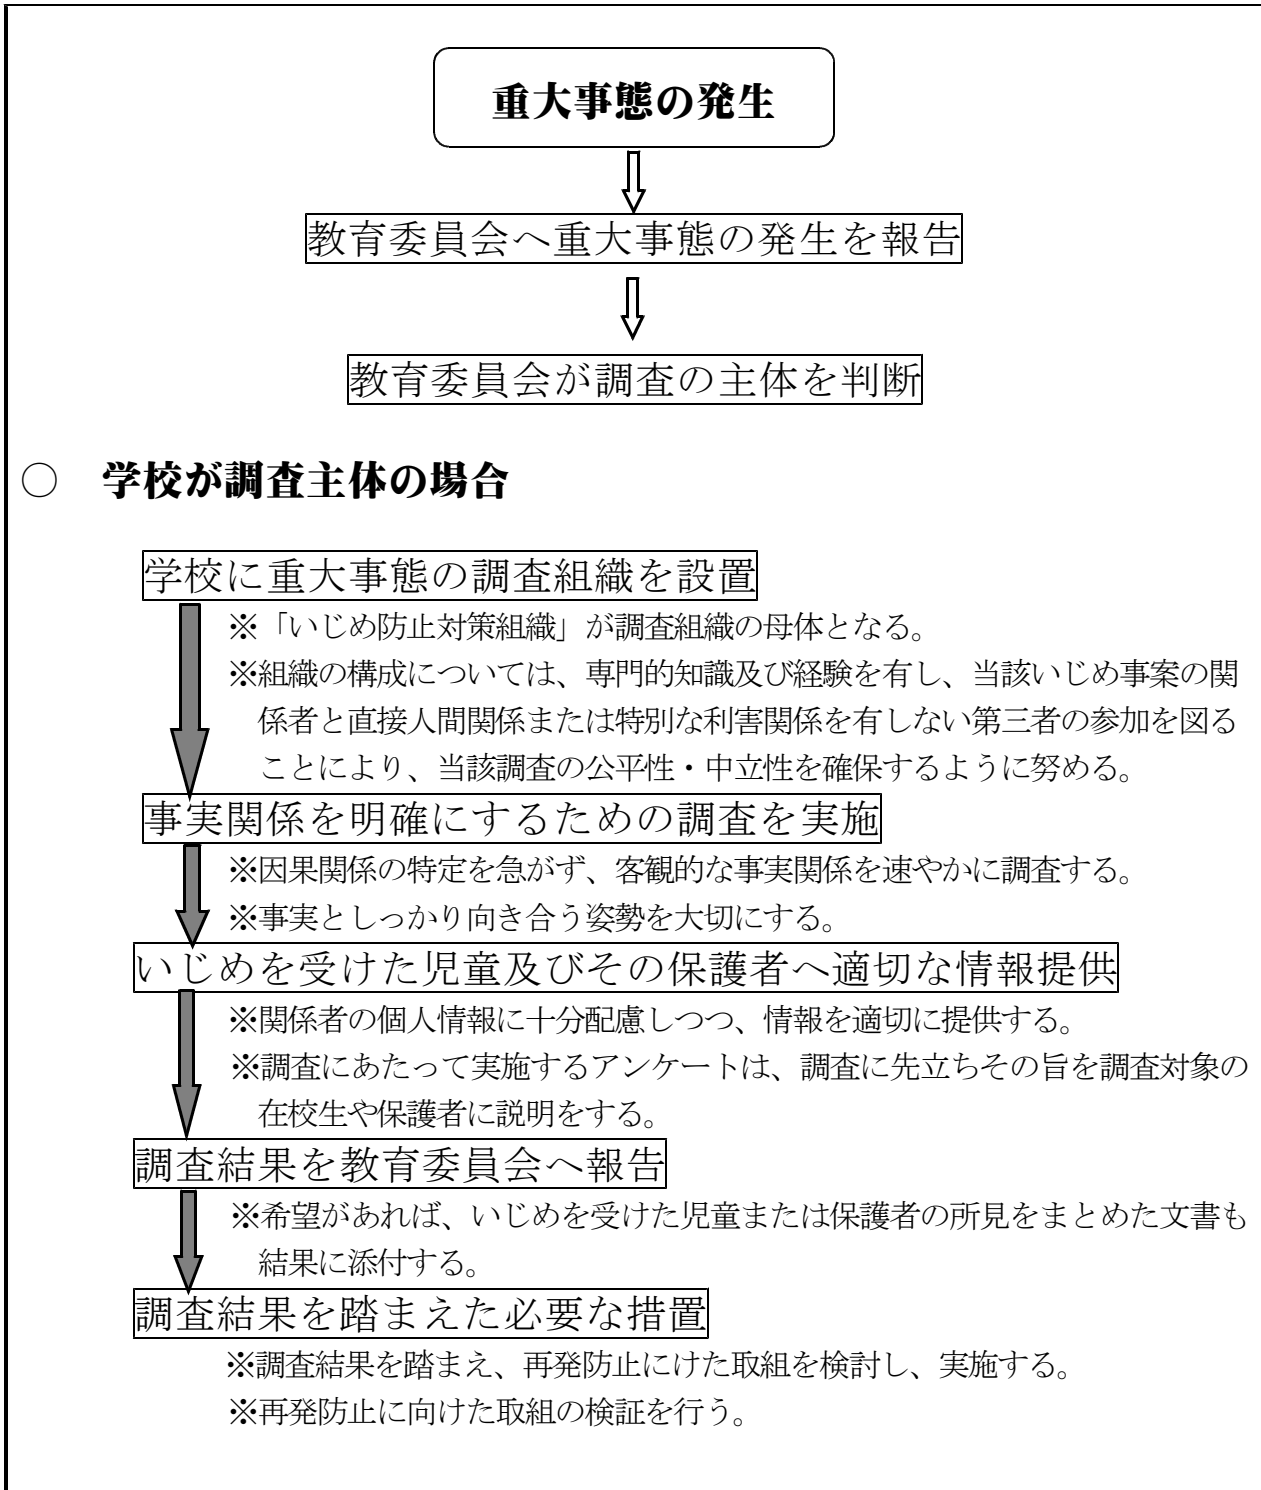 重大事態の発生
教育委員会へ重大事態の発生を報告
教育委員会が調査の主体を判断
○　学校が調査主体の場合
学校に重大事態の調査組織を設置
※「いじめ防止対策組織」が調査組織の母体となる。
※組織の構成については、専門的知識及び経験を有し、当該いじめ事案の関
係者と直接人間関係または特別な利害関係を有しない第三者の参加を図る
ことにより、当該調査の公平性・中立性を確保するように努める。
事実関係を明確にするための調査を実施
※因果関係の特定を急がず、客観的な事実関係を速やかに調査する。
※事実としっかり向き合う姿勢を大切にする。
いじめを受けた児童及びその保護者へ適切な情報提供
※関係者の個人情報に十分配慮しつつ、情報を適切に提供する。
※調査にあたって実施するアンケートは、調査に先立ちその旨を調査対象の
在校生や保護者に説明をする。
調査結果を教育委員会へ報告
※希望があれば、いじめを受けた児童または保護者の所見をまとめた文書も
結果に添付する。
調査結果を踏まえた必要な措置
※調査結果を踏まえ、再発防止にけた取組を検討し、実施する。
※再発防止に向けた取組の検証を行う。